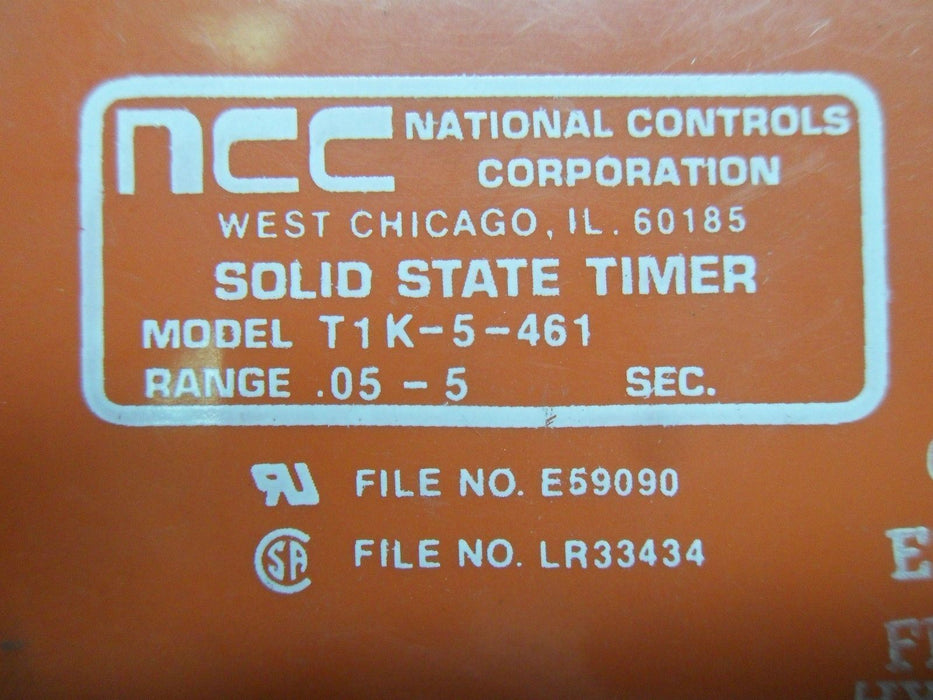 ncc NATIONAL CONTROLS
CORPORATION
WEST CHICAGO, IL. 60185
SOLID STATE TIMER
MODEL T1K-5-461
RANGE .05 - 5 SEC.
RU FILE NO. E59090
SA FILE NO. LR33434